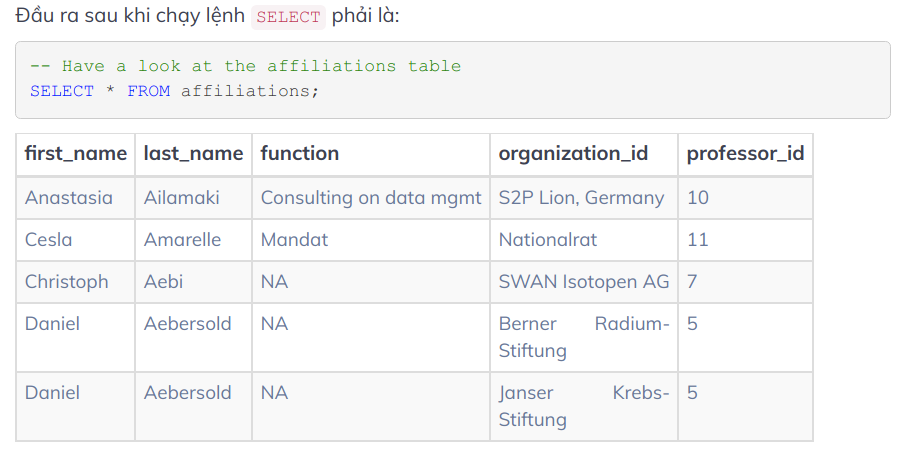 Đầu ra sau khi chạy lệnh SELECT phải là:
-- Have a look at the affiliations table
SELECT * FROM affiliations;
first_name last_name function organization_id professor_id
Anastasia Ailamaki Consulting on data mgmt S2P Lion, Germany 10
Cesla Amarelle Mandat Nationalrat 11
Christoph Aebi NA SWAN Isotopen AG 7
Daniel Aebersold NA Berner Radium- 5
Stiftung
Daniel Aebersold NA Janser Krebs- 5
Stiftung